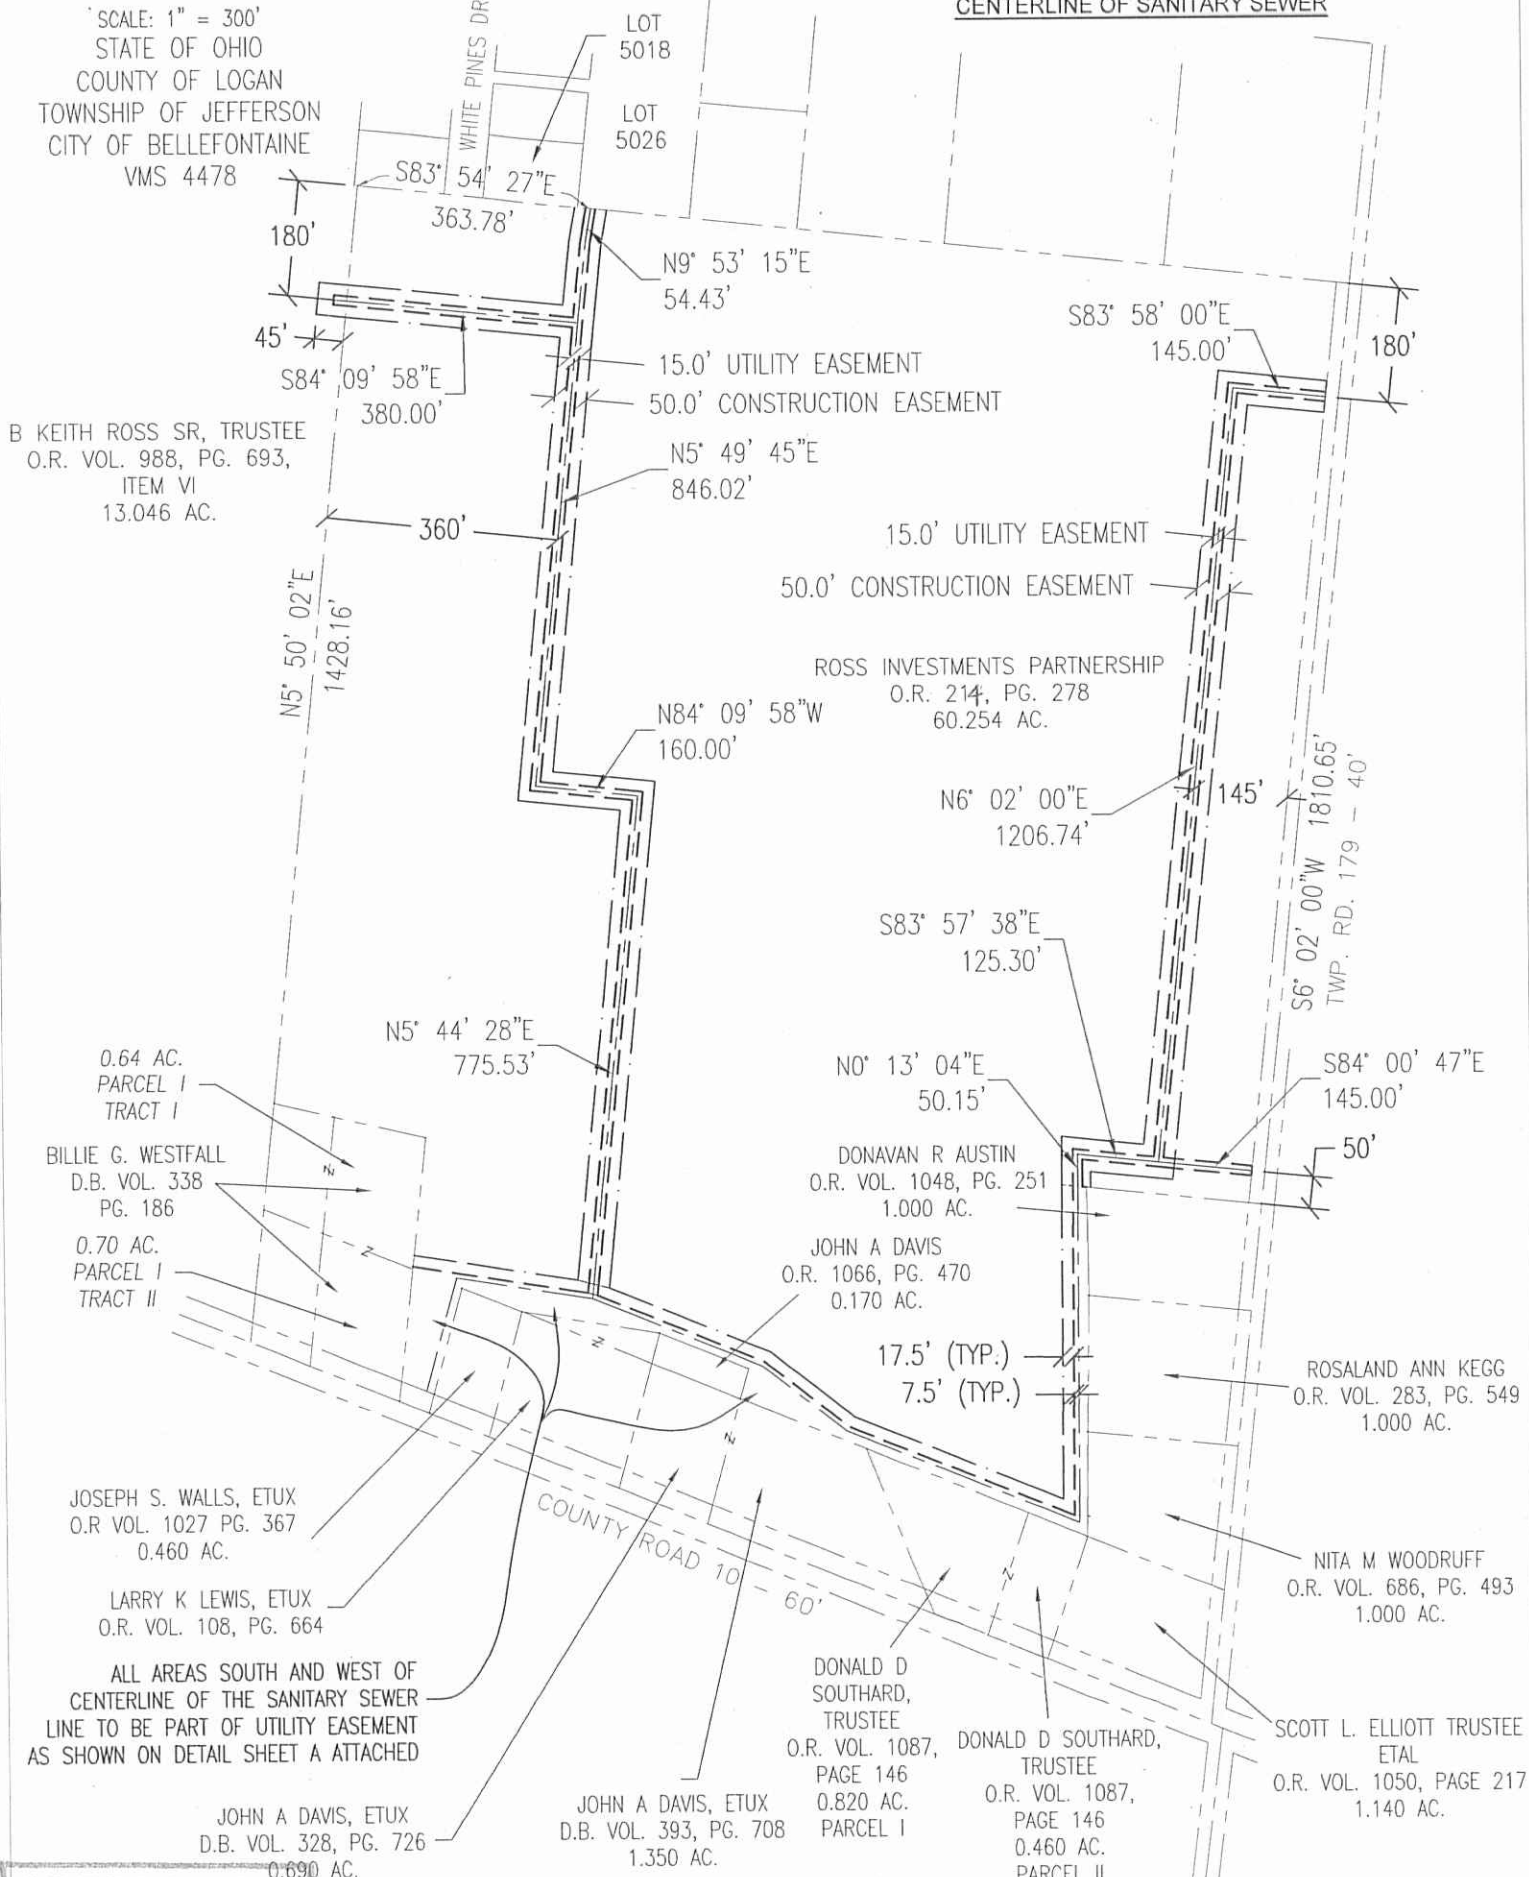 SCALE: 1" = 300'
STATE OF OHIO
COUNTY OF LOGAN
TOWNSHIP OF JEFFERSON
CITY OF BELLEFONTAINE
VMS 4478
CENTERLINE OF SANITARY SEWER
WHITE PINES DR
LOT
5018
LOT
5026
S83° 54' 27"E
363.78'
180'
45'
S84° 09' 58"E
380.00'
N9° 53' 15"E
54.43'
15.0' UTILITY EASEMENT
50.0' CONSTRUCTION EASEMENT
S83° 58' 00"E
145.00'
180'
B KEITH ROSS SR, TRUSTEE
O.R. VOL. 988, PG. 693,
ITEM VI
13.046 AC.
N5° 49' 45"E
846.02'
360'
15.0' UTILITY EASEMENT
50.0' CONSTRUCTION EASEMENT
N5° 50' 02"E
1428.16'
ROSS INVESTMENTS PARTNERSHIP
O.R. 214, PG. 278
60.254 AC.
N84° 09' 58"W
160.00'
N6° 02' 00"E
1206.74'
145'
S6° 02' 00"W 1810.65'
TWP. RD. 179 - 40'
S83° 57' 38"E
125.30'
N5° 44' 28"E
775.53'
N0° 13' 04"E
50.15'
S84° 00' 47"E
145.00'
50'
0.64 AC.
PARCEL I
TRACT I
BILLIE G. WESTFALL
D.B. VOL. 338
PG. 186
0.70 AC.
PARCEL I
TRACT II
DONAVAN R AUSTIN
O.R. VOL. 1048, PG. 251
1.000 AC.
JOHN A DAVIS
O.R. 1066, PG. 470
0.170 AC.
17.5' (TYP.)
7.5' (TYP.)
ROSALAND ANN KEGG
O.R. VOL. 283, PG. 549
1.000 AC.
JOSEPH S. WALLS, ETUX
O.R VOL. 1027 PG. 367
0.460 AC.
COUNTY ROAD 10 - 60'
NITA M WOODRUFF
O.R. VOL. 686, PG. 493
1.000 AC.
LARRY K LEWIS, ETUX
O.R. VOL. 108, PG. 664
ALL AREAS SOUTH AND WEST OF
CENTERLINE OF THE SANITARY SEWER
LINE TO BE PART OF UTILITY EASEMENT
AS SHOWN ON DETAIL SHEET A ATTACHED
DONALD D
SOUTHARD,
TRUSTEE
O.R. VOL. 1087,
PAGE 146
0.820 AC.
PARCEL I
DONALD D SOUTHARD,
TRUSTEE
O.R. VOL. 1087,
PAGE 146
0.460 AC.
PARCEL II
SCOTT L. ELLIOTT TRUSTEE
ETAL
O.R. VOL. 1050, PAGE 217
1.140 AC.
JOHN A DAVIS, ETUX
D.B. VOL. 328, PG. 726
0.690 AC.
JOHN A DAVIS, ETUX
D.B. VOL. 393, PG. 708
1.350 AC.